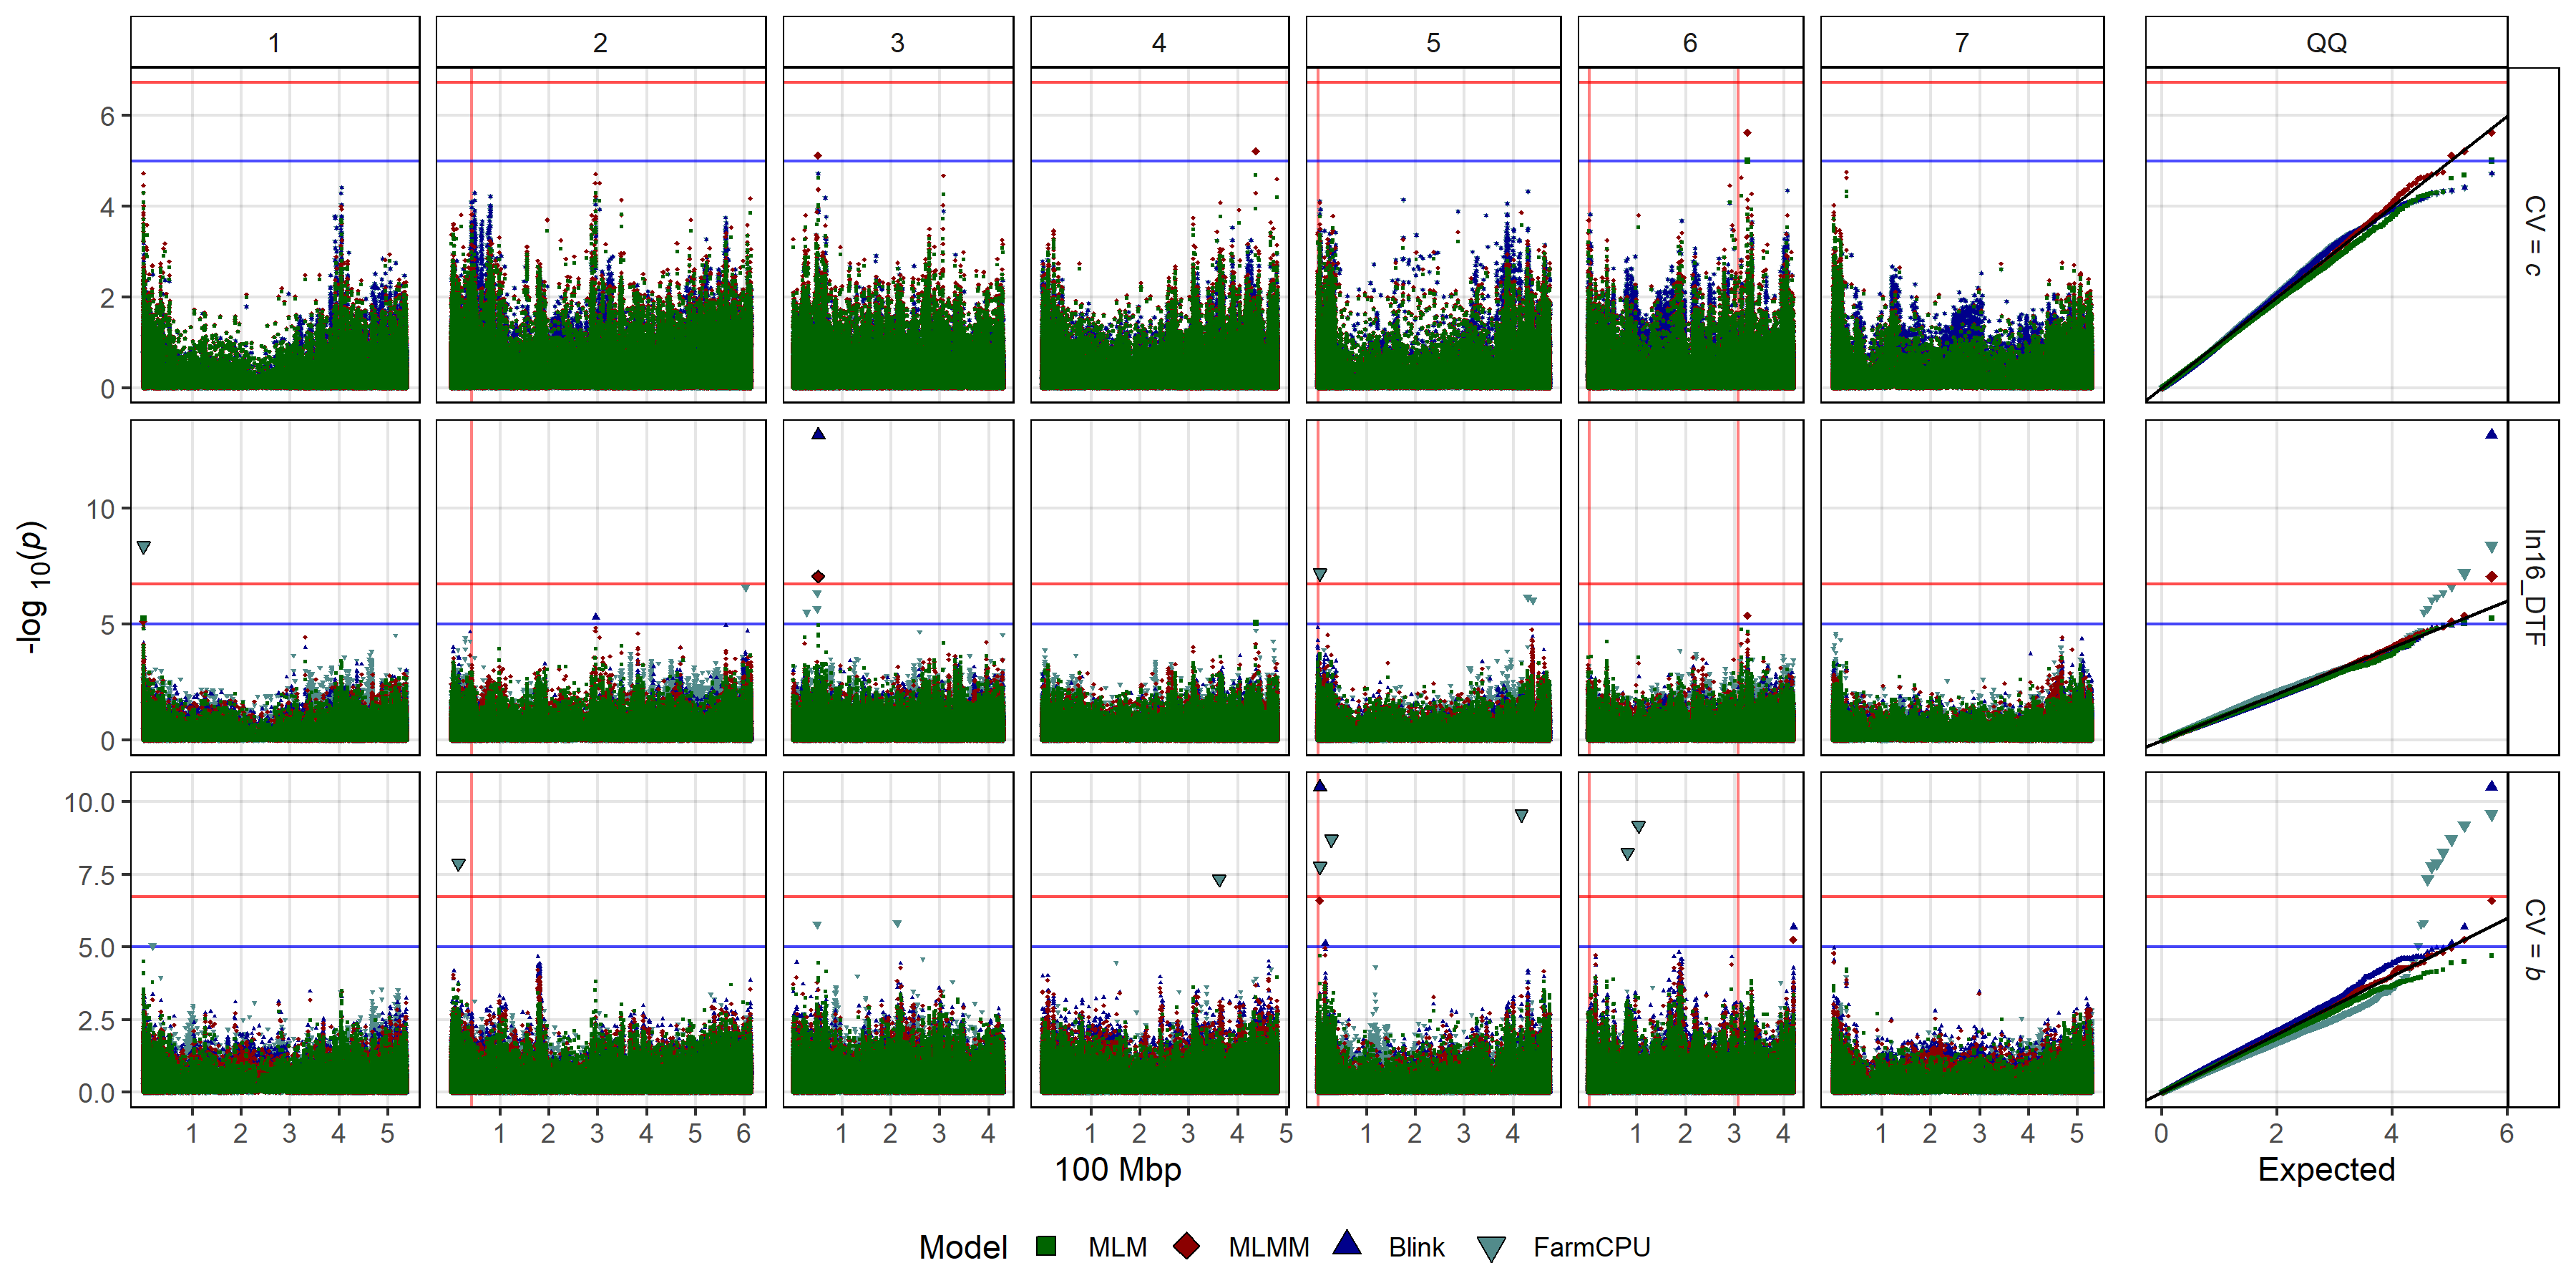 1 2 3 4 5 6 7 QQ
6
4
2
0
CV = c
-log 10(p)
10
5
0
In16_DTF
10.0
7.5
5.0
2.5
0.0
CV = b
1 2 3 4 5 1 2 3 4 5 6 1 2 3 4 1 2 3 4 5 1 2 3 4 1 2 3 4 1 2 3 4 5 0 2 4 6
100 Mbp Expected
Model MLM MLMM Blink FarmCPU